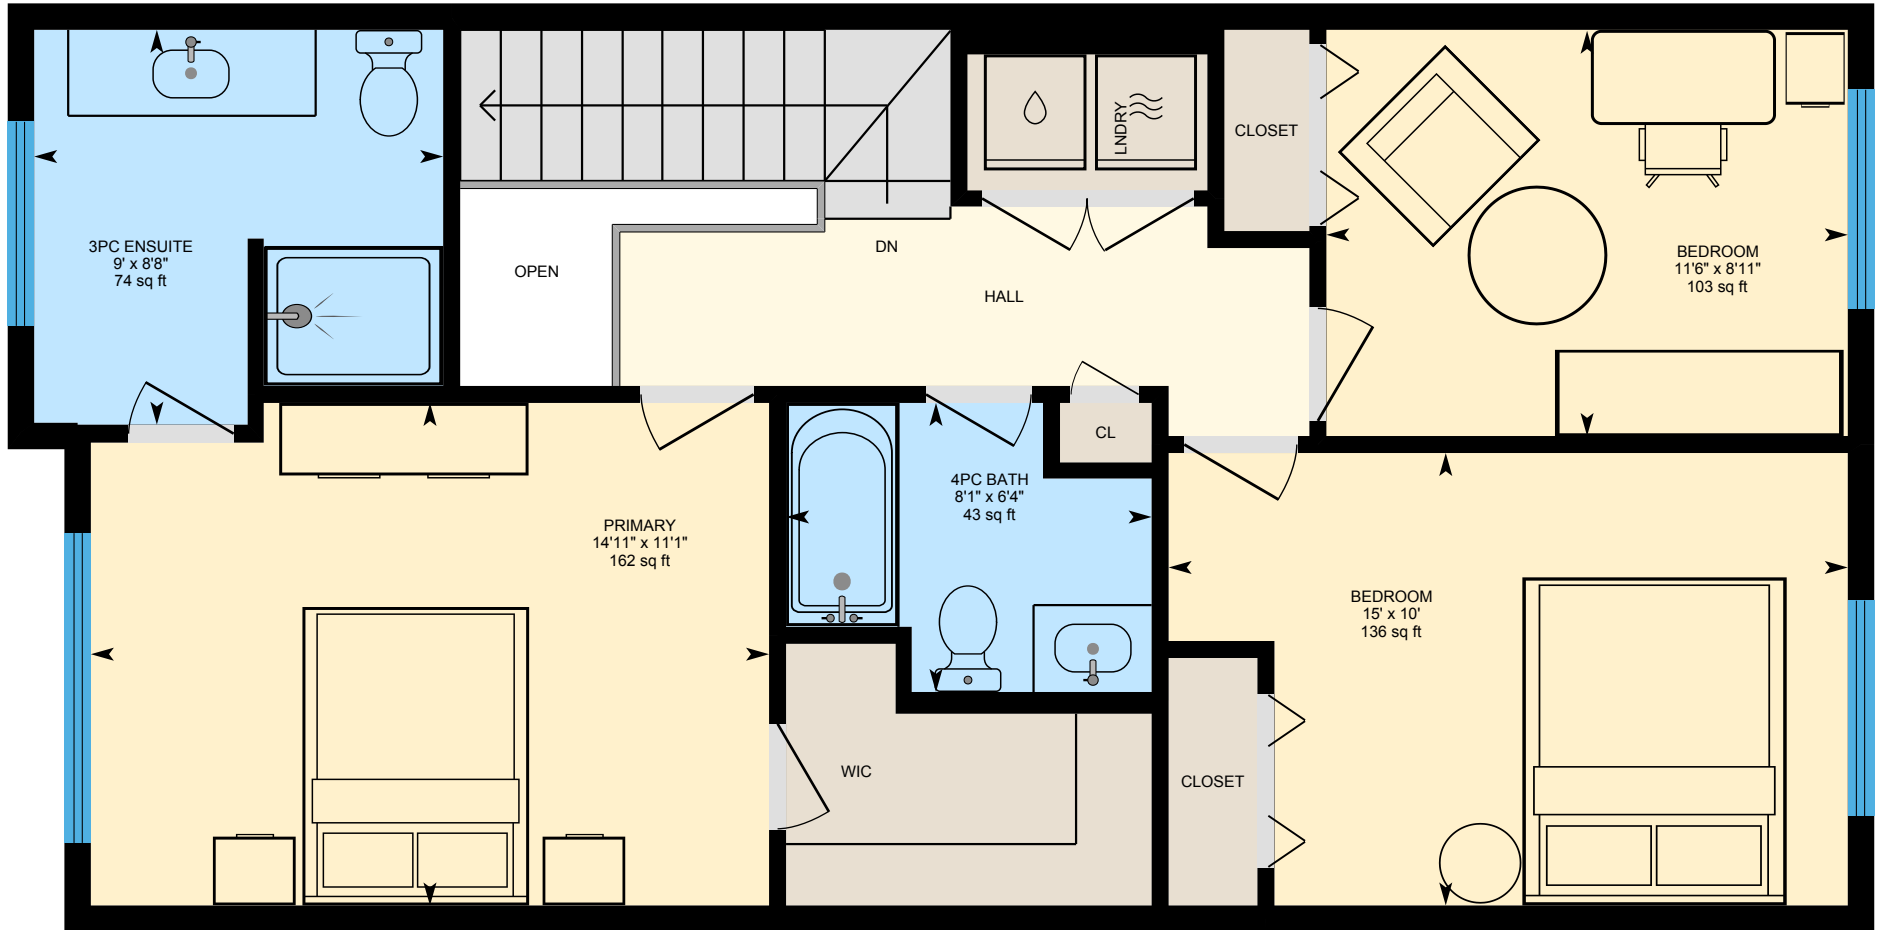 3PC ENSUITE
9' x 8'8"
74 sq ft
OPEN
DN
HALL
LNDRY
CLOSET
BEDROOM
11'6" x 8'11"
103 sq ft
PRIMARY
14'11" x 11'1"
162 sq ft
4PC BATH
8'1" x 6'4"
43 sq ft
CL
BEDROOM
15' x 10'
136 sq ft
WIC
CLOSET